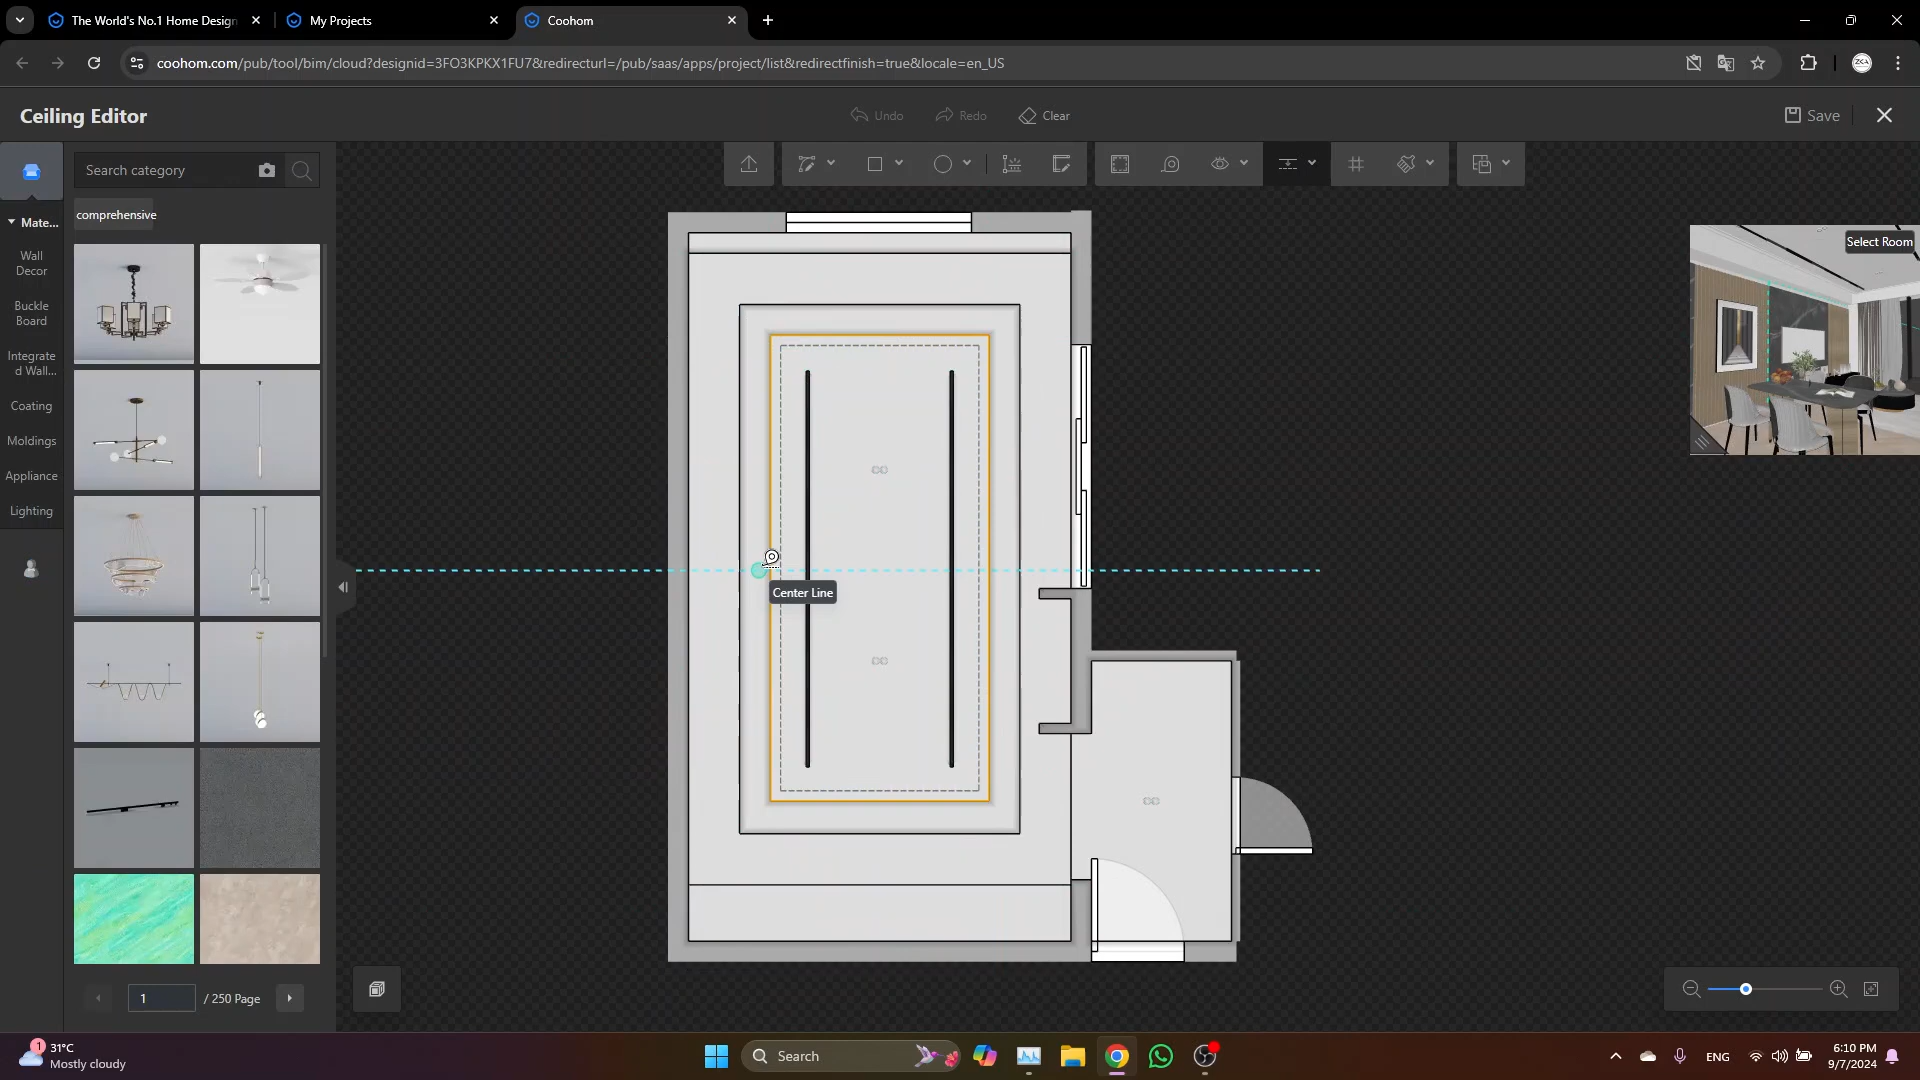 The World's No.1 Home Design
My Projects
Coohom
coohom.com/pub/tool/bim/cloud?designid=3FO3KPKX1FU7&redirecturl=/pub/saas/apps/project/list&redirectfinish=true&locale=en_US
ZKA
Ceiling Editor
Undo
Redo
Clear
Save
Search category
Mate...
comprehensive
Wall
Decor
Buckle
Board
Integrate
d Wall...
Coating
Moldings
Appliance
Lighting
Select Room
Center Line
1
/ 250 Page
1
31°C
Mostly cloudy
Search
ENG
6:10 PM
9/7/2024